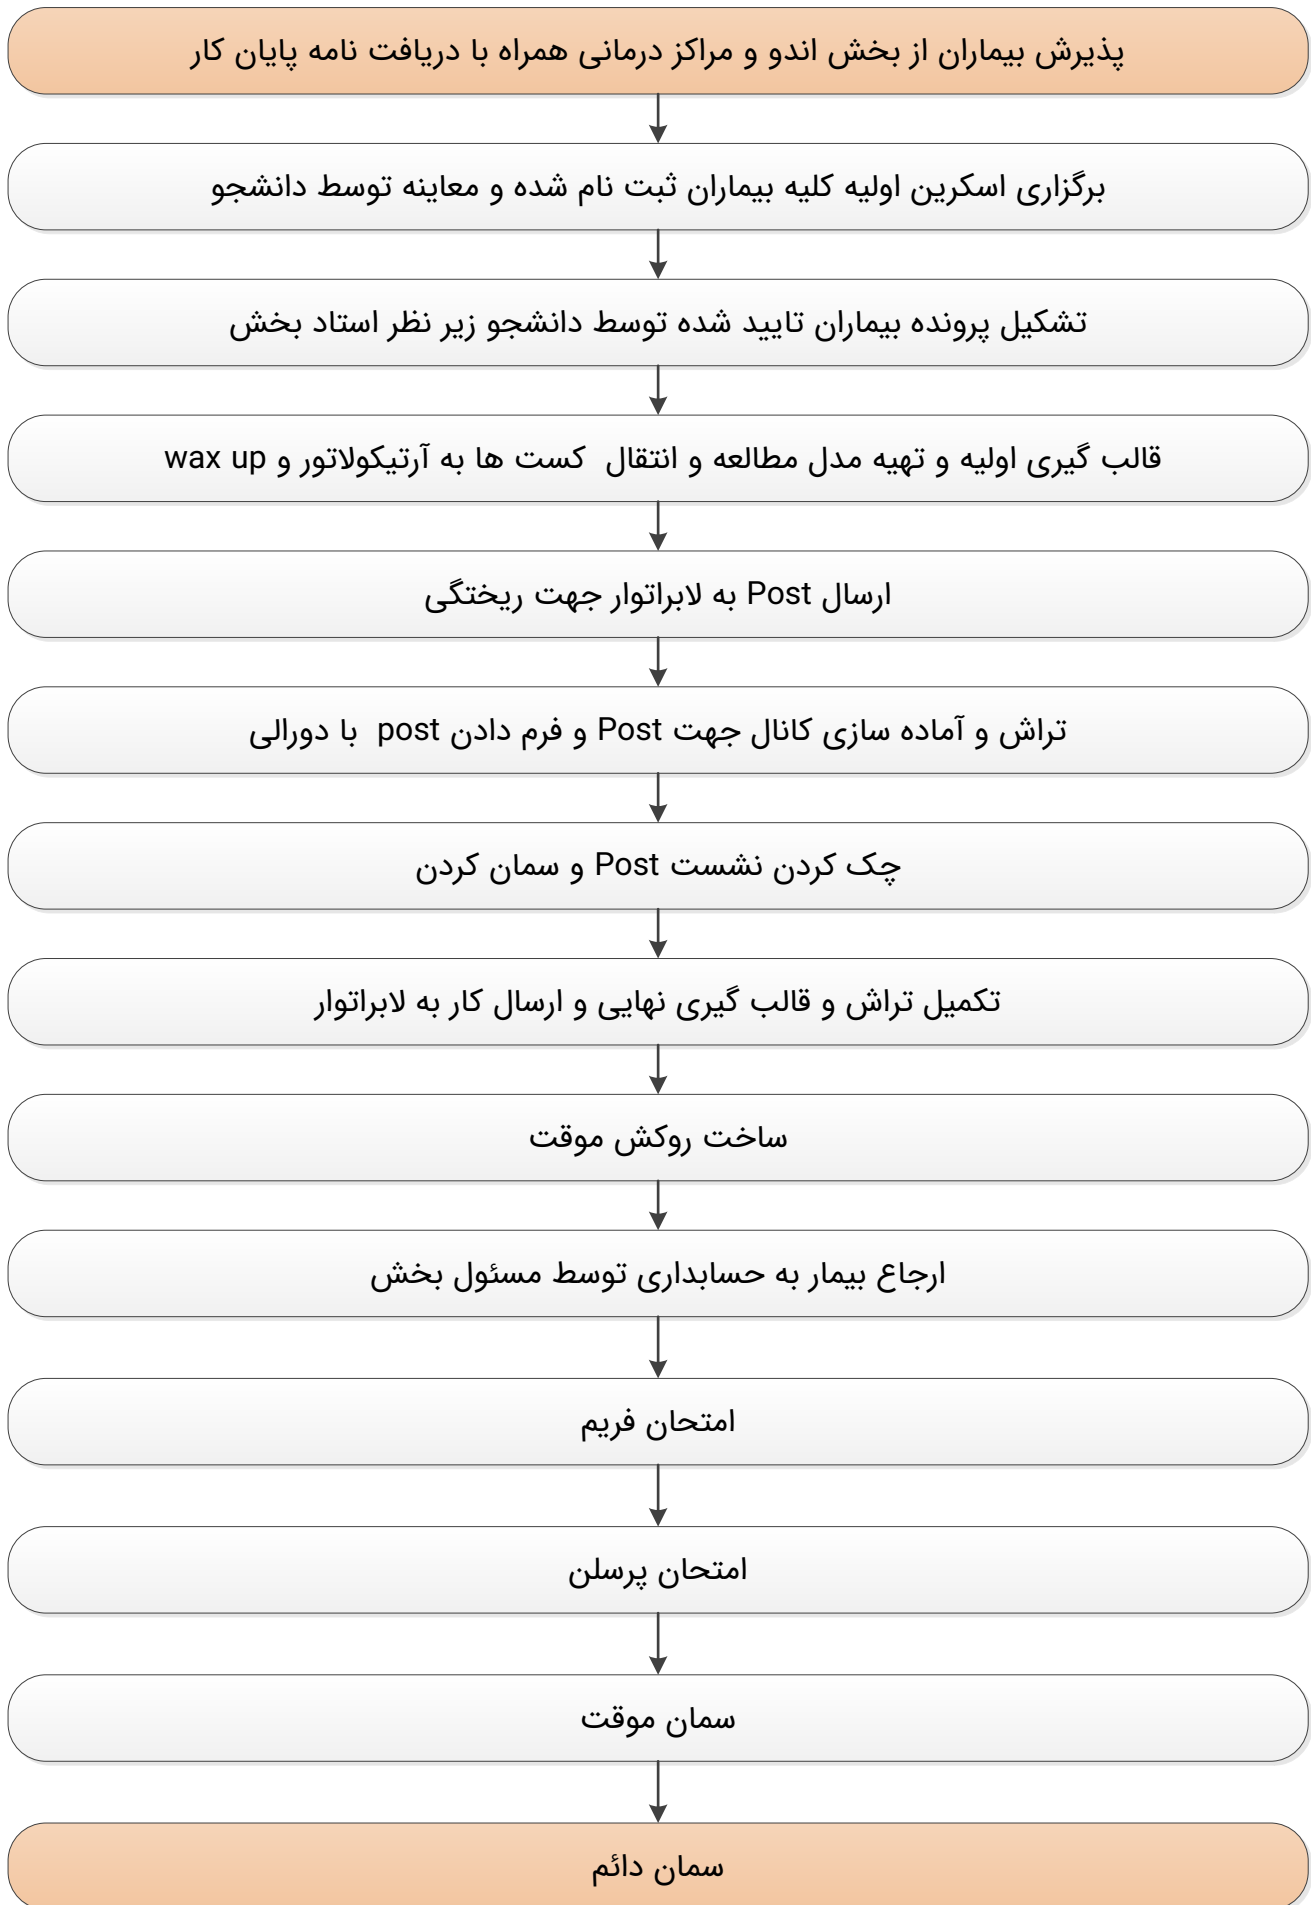 پذیرش بیماران از بخش اندو و مراکز درمانی همراه با دریافت نامه پایان کار
برگزاری اسکرین اولیه کلیه بیماران ثبت نام شده و معاینه توسط دانشجو
تشکیل پرونده بیماران تایید شده توسط دانشجو زیر نظر استاد بخش
قالب گیری اولیه و تهیه مدل مطالعه و انتقال کست ها به آرتیکولاتور و wax up
ارسال Post به لابراتوار جهت ریختگی
تراش و آماده سازی کانال جهت Post و فرم دادن post با دورالی
چک کردن نشست Post و سمان کردن
تکمیل تراش و قالب گیری نهایی و ارسال کار به لابراتوار
ساخت روکش موقت
ارجاع بیمار به حسابداری توسط مسئول بخش
امتحان فریم
امتحان پرسلن
سمان موقت
سمان دائم